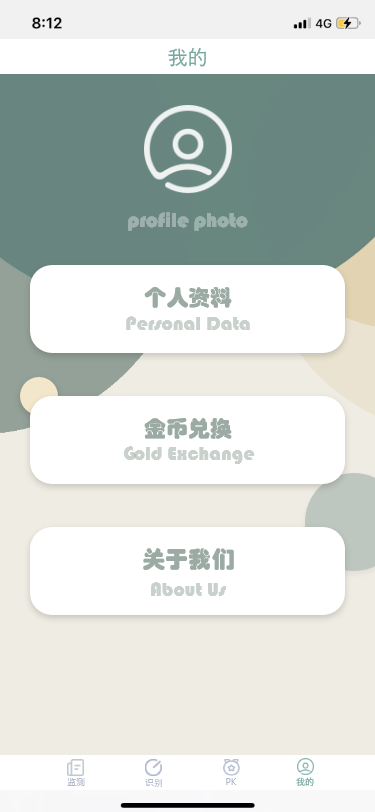 8:12
4G
我的
profile photo
个人资料
Personal Data
金币兑换
Gold Exchange
关于我们
About Us
监测
识别
PK
我的